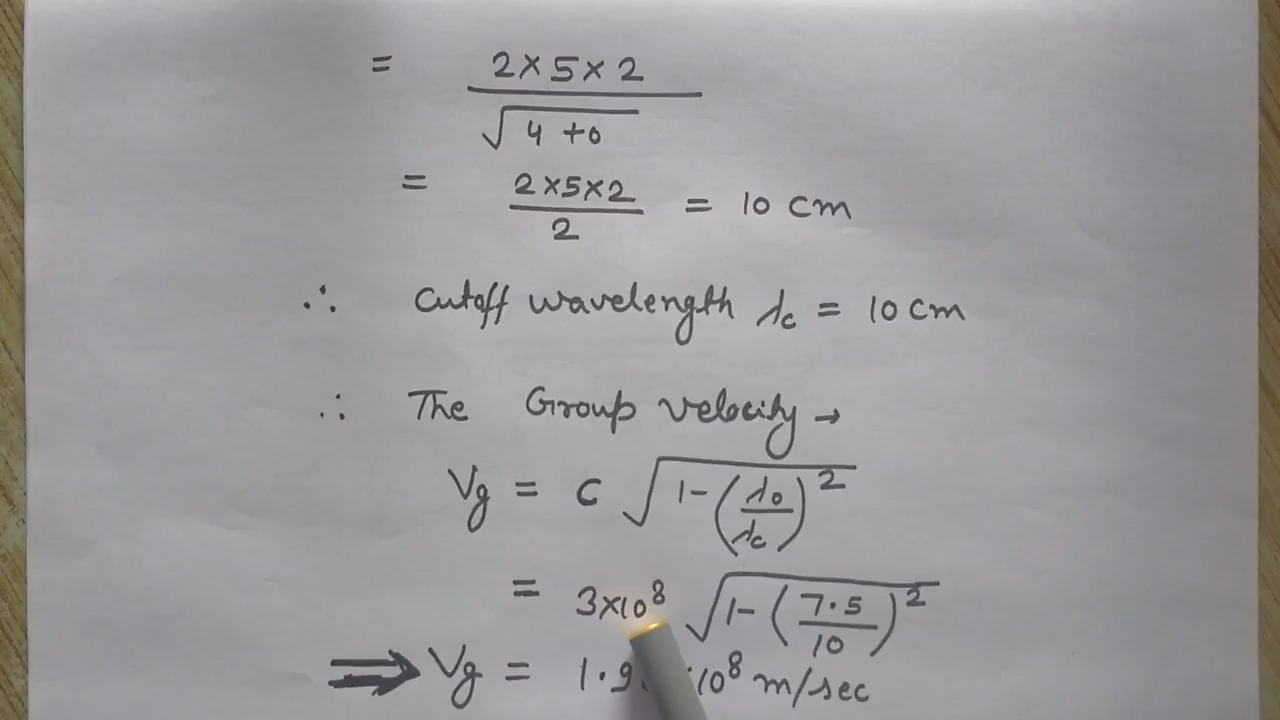 = 2×5×2 / √(4+0)
= 2×5×2 / 2 = 10 cm
∴ Cutoff wavelength λc = 10 cm
∴ The Group velocity →
Vg = C √(1-(λo/λc)²)
= 3×10⁸ √(1-(7.5/10)²)
⇒ Vg = 1.9 10⁸ m/sec